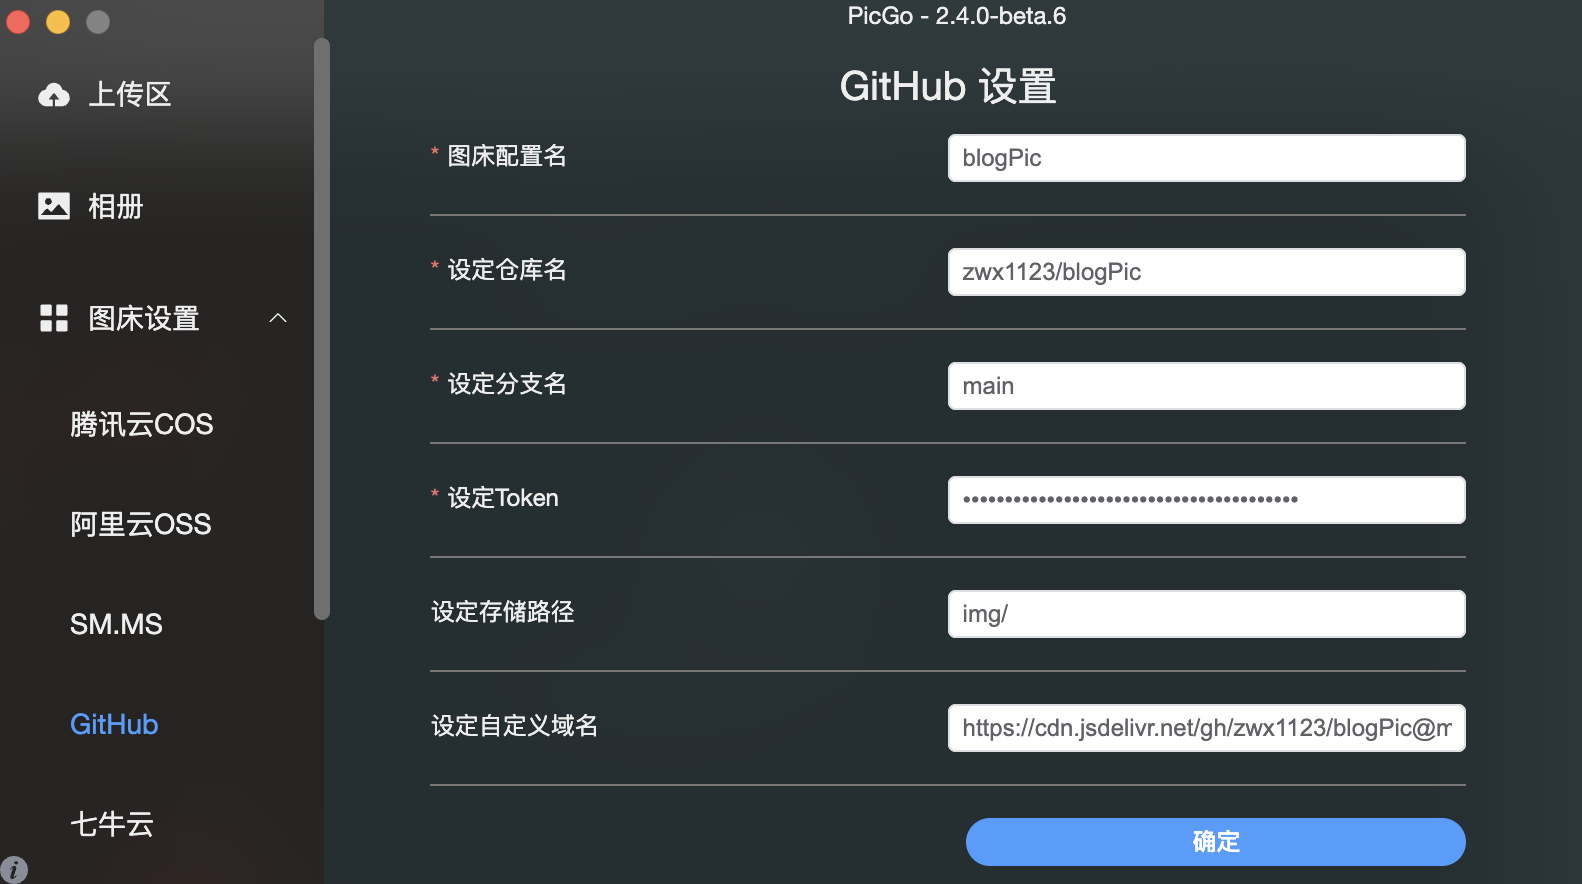 PicGo - 2.4.0-beta.6
上传区
相册
图床设置
腾讯云COS
阿里云OSS
SM.MS
GitHub
七牛云
GitHub 设置
* 图床配置名
blogPic
* 设定仓库名
zwx1123/blogPic
* 设定分支名
main
* 设定Token
••••••••••••••••••••••••••••••••••••••••
设定存储路径
img/
设定自定义域名
https://cdn.jsdelivr.net/gh/zwx1123/blogPic@m
确定